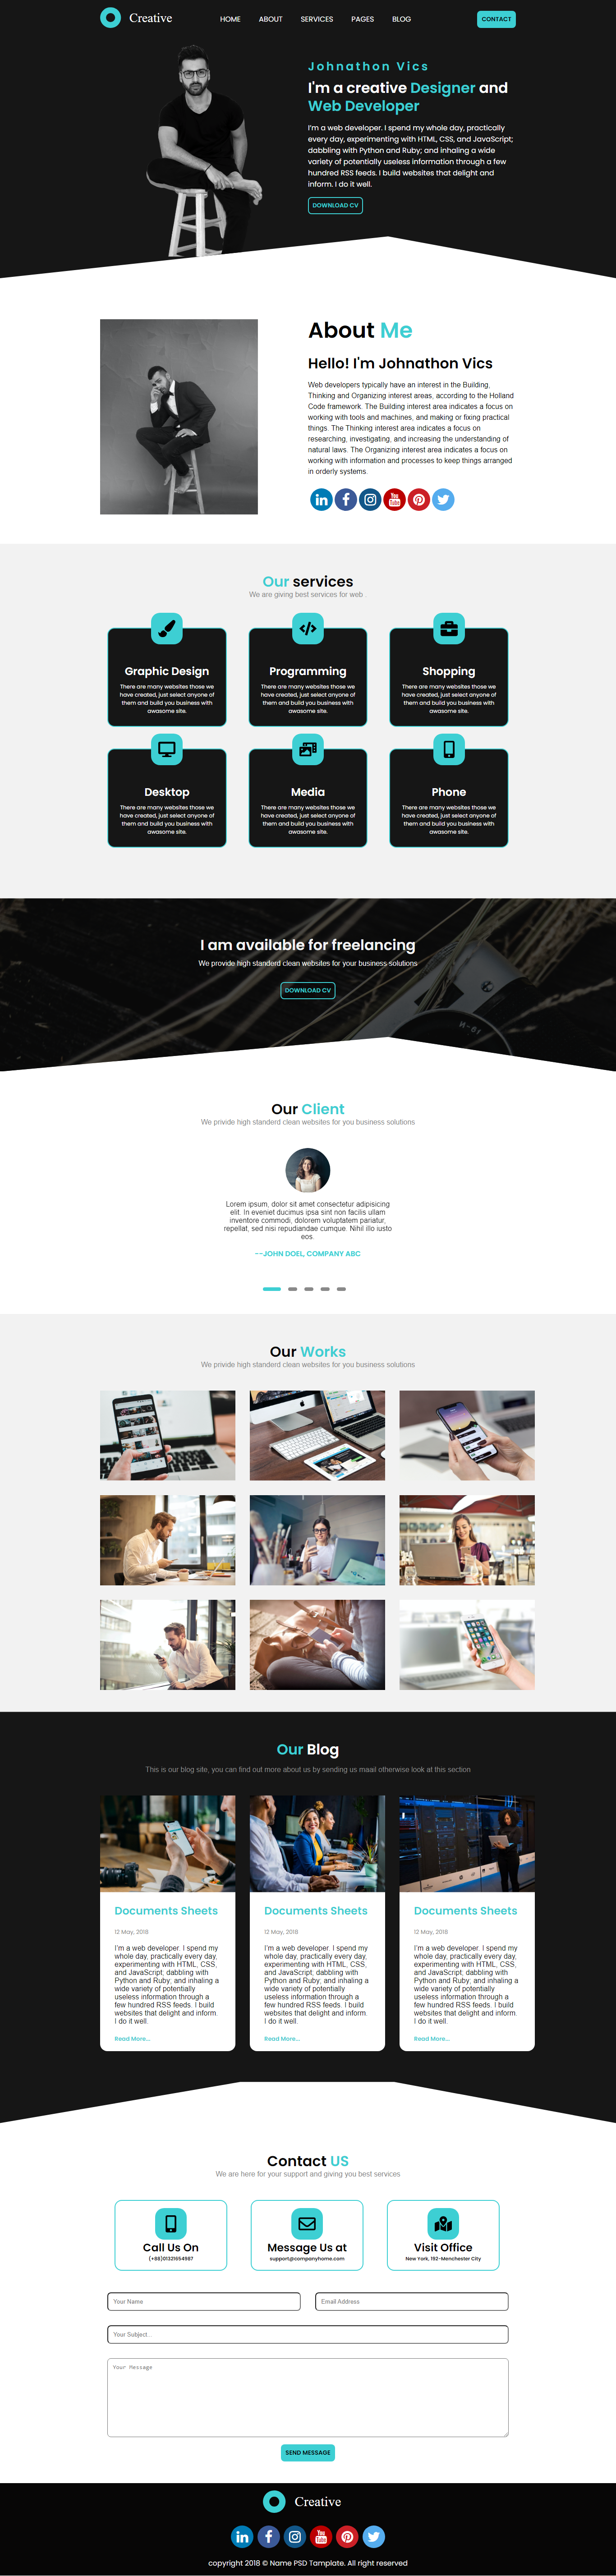 Creative
HOME ABOUT SERVICES PAGES BLOG
CONTACT
Johnathon Vics
I'm a creative Designer and
Web Developer
I'm a web developer. I spend my whole day, practically
every day, experimenting with HTML, CSS, and JavaScript;
dabbling with Python and Ruby; and inhaling a wide
variety of potentially useless information through a few
hundred RSS feeds. I build websites that delight and
inform. I do it well.
DOWNLOAD CV
About Me
Hello! I'm Johnathon Vics
Web developers typically have an interest in the Building,
Thinking and Organizing interest areas, according to the Holland
Code framework. The Building interest area indicates a focus on
working with tools and machines, and making or fixing practical
things. The Thinking interest area indicates a focus on
researching, investigating, and increasing the understanding of
natural laws. The Organizing interest area indicates a focus on
working with information and processes to keep things arranged
in orderly systems.
Our services
We are giving best services for web .
Graphic Design
There are many websites those we
have created, just select anyone of
them and build you business with
awasome site.
Programming
There are many websites those we
have created, just select anyone of
them and build you business with
awasome site.
Shopping
There are many websites those we
have created, just select anyone of
them and build you business with
awasome site.
Desktop
There are many websites those we
have created, just select anyone of
them and build you business with
awasome site.
Media
There are many websites those we
have created, just select anyone of
them and build you business with
awasome site.
Phone
There are many websites those we
have created, just select anyone of
them and build you business with
awasome site.
I am available for freelancing
We provide high standerd clean websites for your business solutions
DOWNLOAD CV
Our Client
We privide high standerd clean websites for you business solutions
Lorem ipsum, dolor sit amet consectetur adipisicing
elit. In eveniet ducimus ipsa sint non facilis ullam
inventore commodi, dolorem voluptatem pariatur,
repellat, sed nisi repudiandae cumque. Nihil illo iusto
eos.
--JOHN DOEL, COMPANY ABC
Our Works
We privide high standerd clean websites for you business solutions
Our Blog
This is our blog site, you can find out more about us by sending us maail otherwise look at this section
Documents Sheets
12 May, 2018
I'm a web developer. I spend my
whole day, practically every day,
experimenting with HTML, CSS,
and JavaScript; dabbling with
Python and Ruby; and inhaling a
wide variety of potentially
useless information through a
few hundred RSS feeds. I build
websites that delight and inform.
I do it well.
Read More...
Documents Sheets
12 May, 2018
I'm a web developer. I spend my
whole day, practically every day,
experimenting with HTML, CSS,
and JavaScript; dabbling with
Python and Ruby; and inhaling a
wide variety of potentially
useless information through a
few hundred RSS feeds. I build
websites that delight and inform.
I do it well.
Read More...
Documents Sheets
12 May, 2018
I'm a web developer. I spend my
whole day, practically every day,
experimenting with HTML, CSS,
and JavaScript; dabbling with
Python and Ruby; and inhaling a
wide variety of potentially
useless information through a
few hundred RSS feeds. I build
websites that delight and inform.
I do it well.
Read More...
Contact US
We are here for your support and giving you best services
Call Us On
(+88)01321654987
Message Us at
support@companyhome.com
Visit Office
New York, 192-Menchester City
Your Name
Email Address
Your Subject...
Your Message
SEND MESSAGE
Creative
copyright 2018 © Name PSD Tamplate. All right reserved